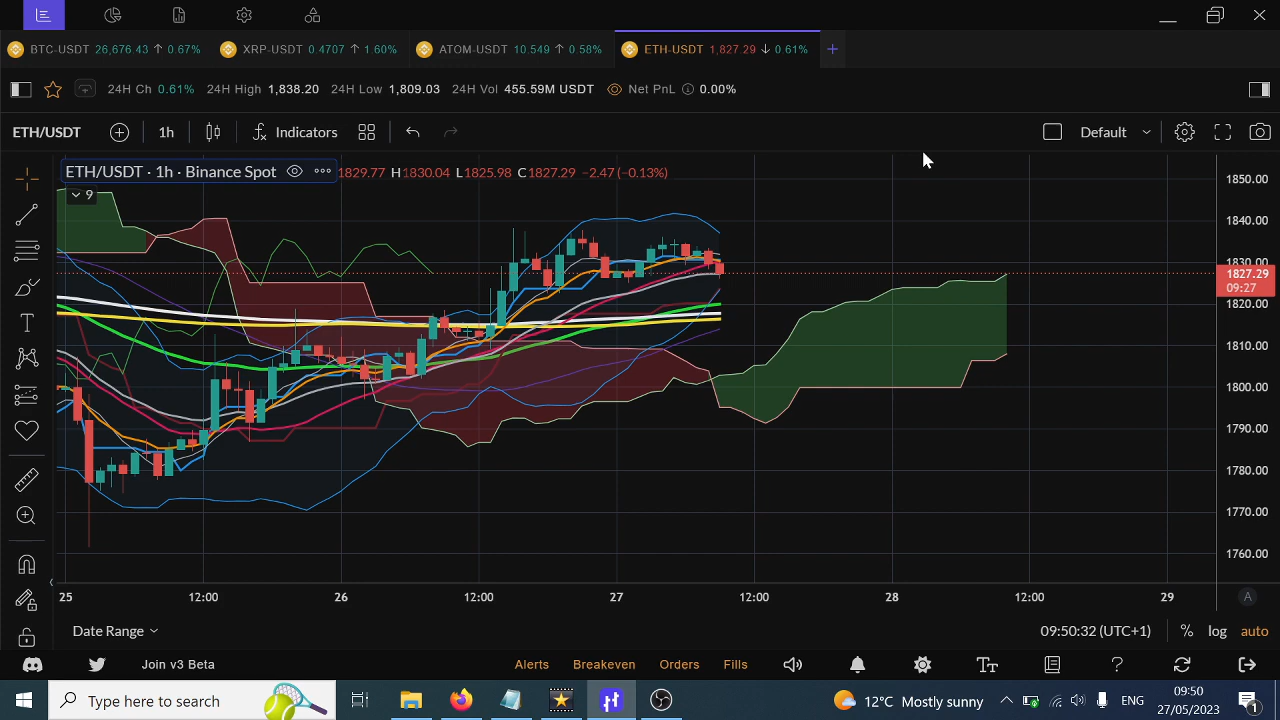 BTC-USDT 26,676 43 ↑ 0.67% XRP-USDT 0.4707 ↑ 1.60% ATOM-USDT 10.549 ↑ 0.58% ETH-USDT 1,827.29 ↓ 0.61% +
24H Ch 0.61% 24H High 1,838.20 24H Low 1,809.03 24H Vol 455.59M USDT Net PnL 0.00%
ETH/USDT 1h Indicators Default
ETH/USDT · 1h · Binance Spot 1829.77 H1830.04 L1825.98 C1827.29 −2.47 (−0.13%)
9
1850.00
1840.00
1830.00
1827.29
09:27
1820.00
1810.00
1800.00
1790.00
1780.00
1770.00
1760.00
25 12:00 26 12:00 27 12:00 28 12:00 29 A
Date Range 09:50:32 (UTC+1) % log auto
Join v3 Beta Alerts Breakeven Orders Fills
Type here to search 12°C Mostly sunny ENG 09:50
27/05/2023 1